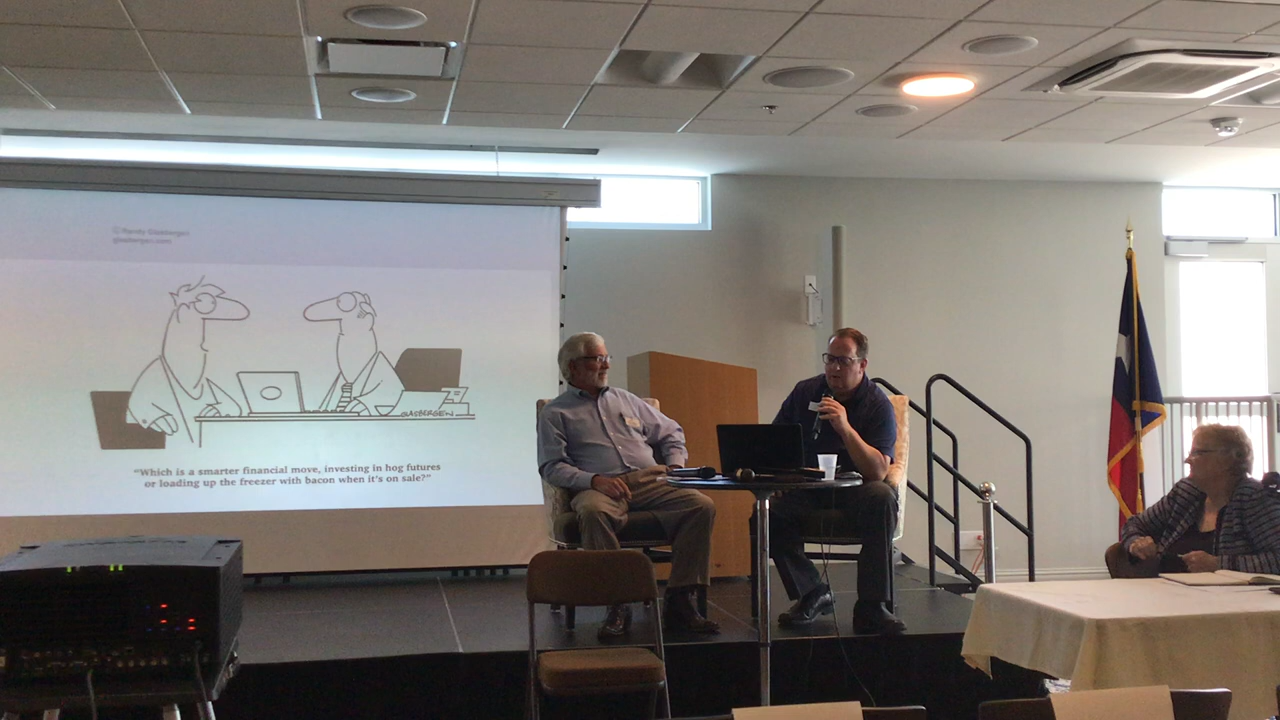 © Randy Glasbergen
glasbergen.com
GLASBERGEN
“Which is a smarter financial move, investing in hog futures
or loading up the freezer with bacon when it's on sale?”